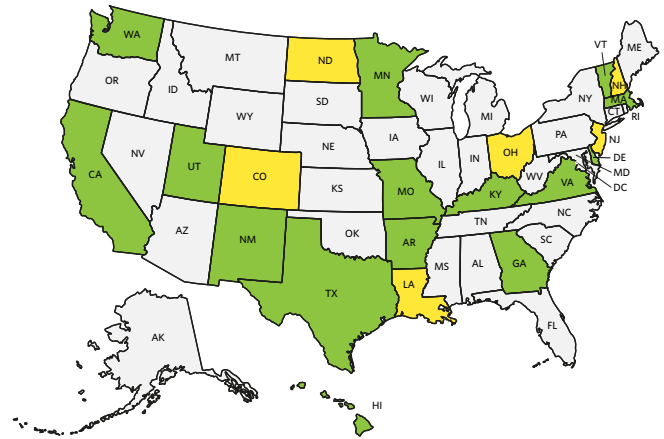 WA
VT
ME
MT
ND
MN
OR
ID
WI
NH
SD
NY
MA
WY
MI
CT
RI
IA
PA
NJ
NE
NV
OH
DE
UT
IL
IN
MD
CA
CO
WV
VA
DC
KS
MO
KY
AZ
NM
OK
AR
TN
NC
SC
TX
LA
MS
AL
GA
FL
AK
HI